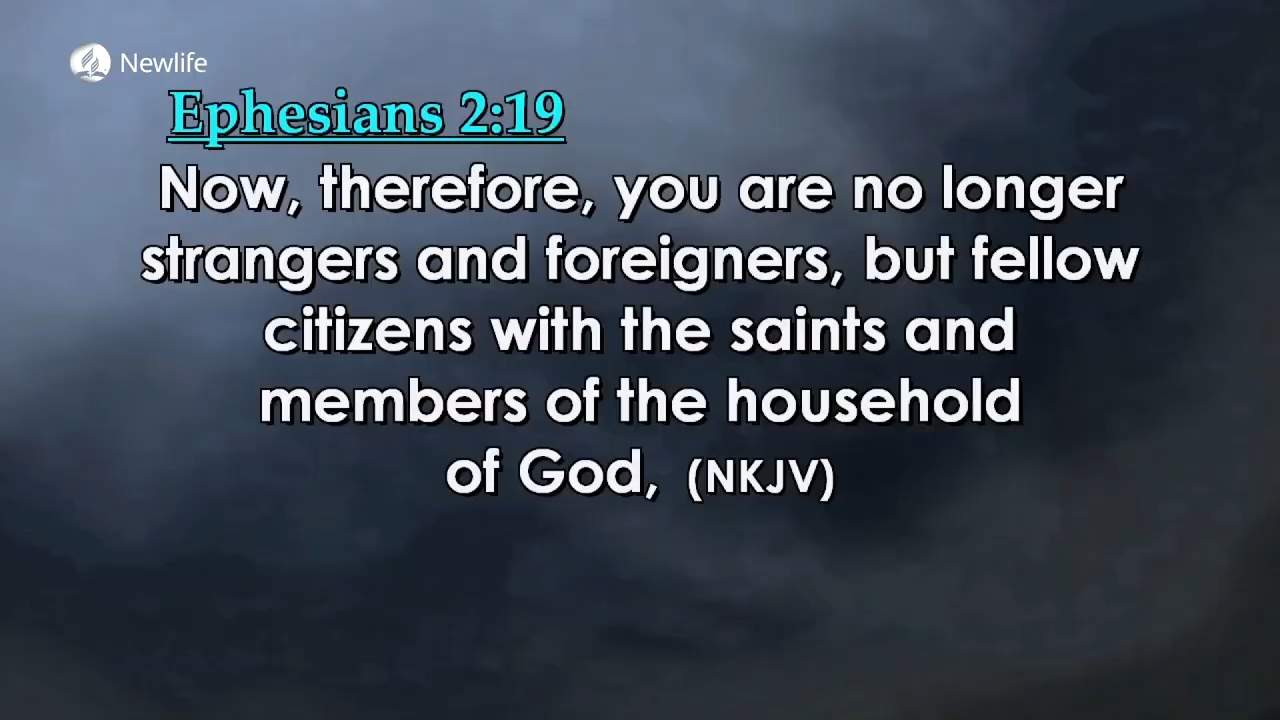 Newlife
Ephesians 2:19
Now, therefore, you are no longer
strangers and foreigners, but fellow
citizens with the saints and
members of the household
of God, (NKJV)